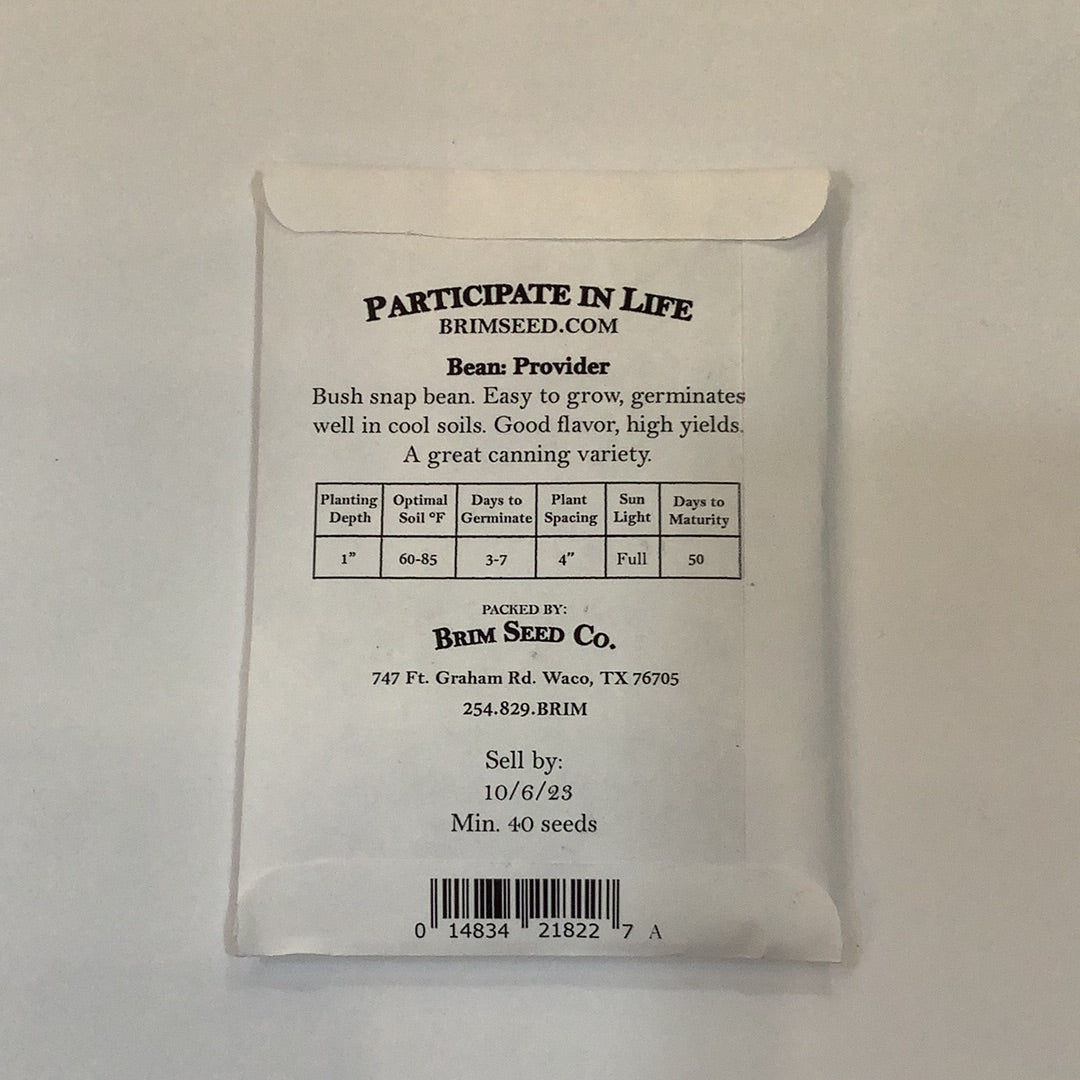 PARTICIPATE IN LIFE
BRIMSEED.COM
Bean: Provider
Bush snap bean. Easy to grow, germinates
well in cool soils. Good flavor, high yields.
A great canning variety.
Planting Depth Optimal Soil °F Days to Germinate Plant Spacing Sun Light Days to Maturity
1” 60-85 3-7 4″ Full 50
PACKED BY:
BRIM SEED CO.
747 Ft. Graham Rd. Waco, TX 76705
254.829.BRIM
Sell by:
10/6/23
Min. 40 seeds
0 14834 21822 7 A